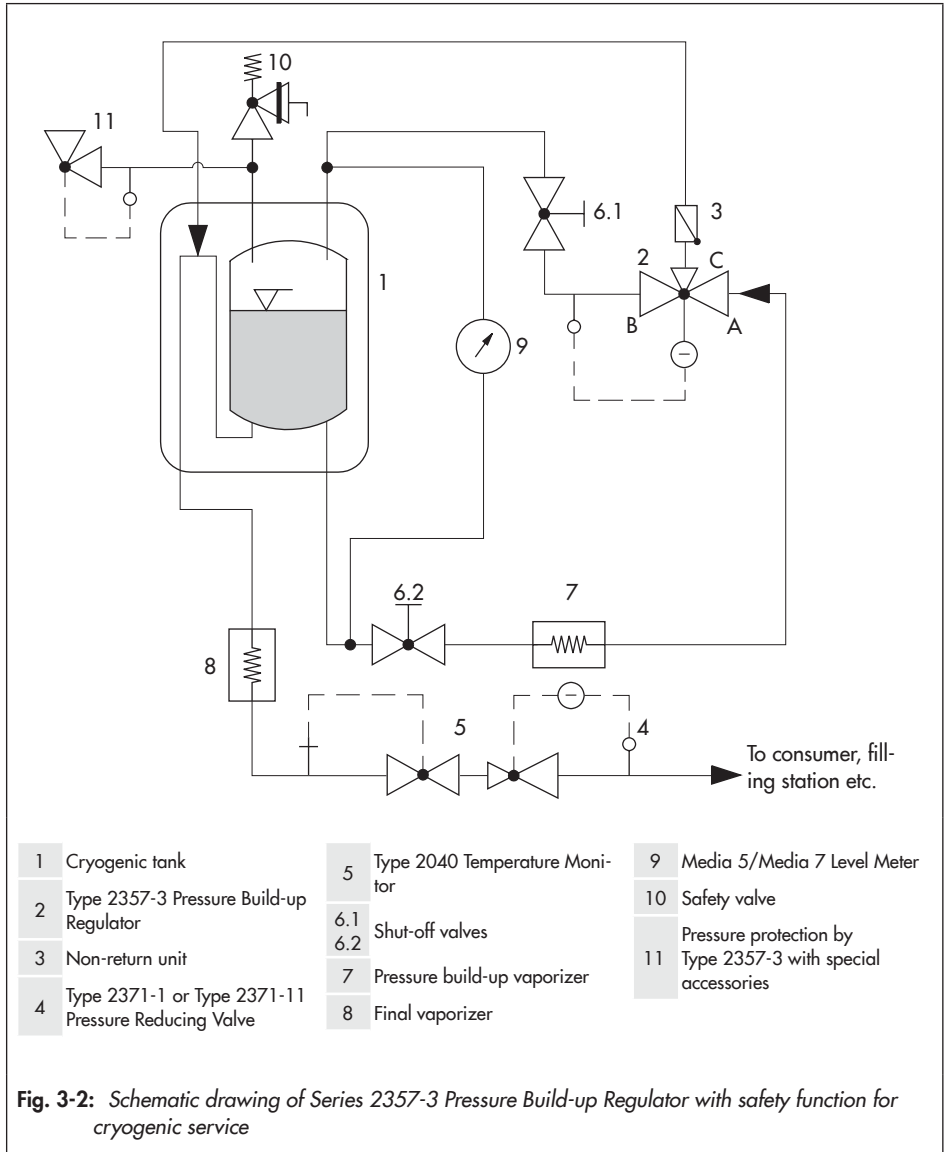 10
11
6.1
3
2
C
1
B
A
9
6.2
7
8
5
4
To consumer, fill-
ing station etc.
1 Cryogenic tank
2 Type 2357-3 Pressure Build-up
Regulator
3 Non-return unit
4 Type 2371-1 or Type 2371-11
Pressure Reducing Valve
5 Type 2040 Temperature Moni-
tor
6.1
6.2 Shut-off valves
7 Pressure build-up vaporizer
8 Final vaporizer
9 Media 5/Media 7 Level Meter
10 Safety valve
11 Pressure protection by
Type 2357-3 with special
accessories
Fig. 3-2: Schematic drawing of Series 2357-3 Pressure Build-up Regulator with safety function for
cryogenic service